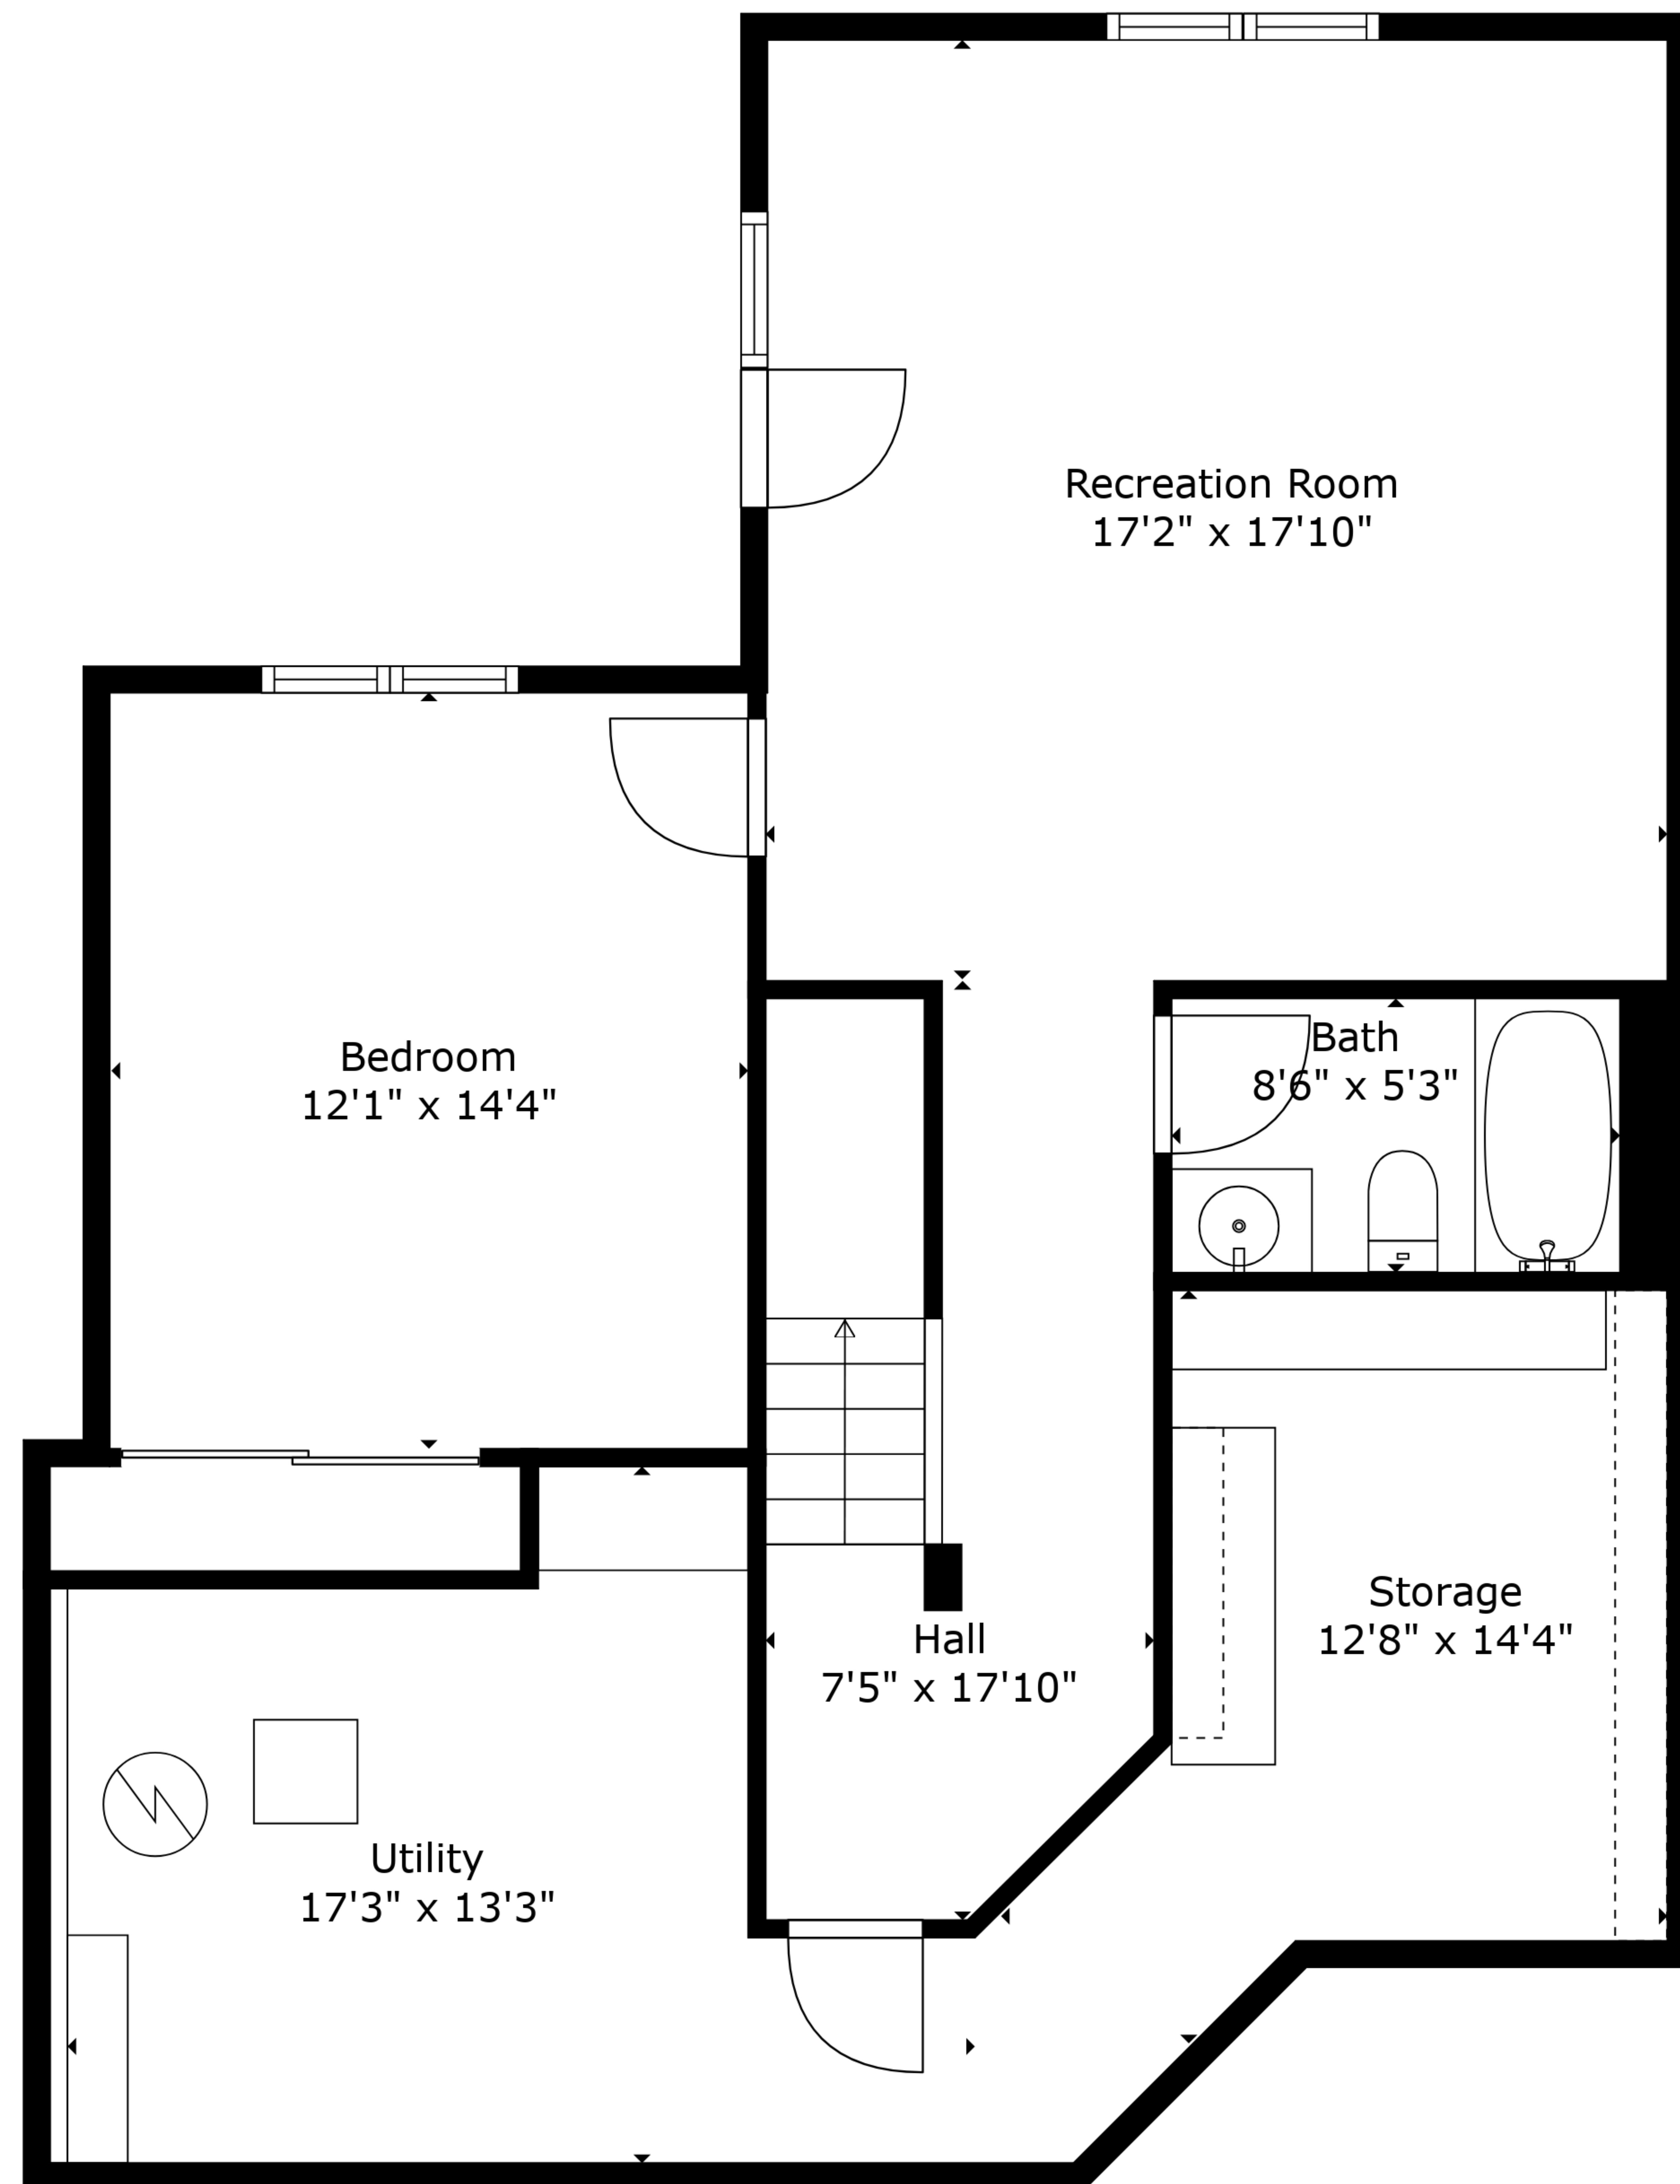 Recreation Room
17'2" x 17'10"
Bedroom
12'1" x 14'4"
Bath
8'6" x 5'3"
Storage
12'8" x 14'4"
Hall
7'5" x 17'10"
Utility
17'3" x 13'3"